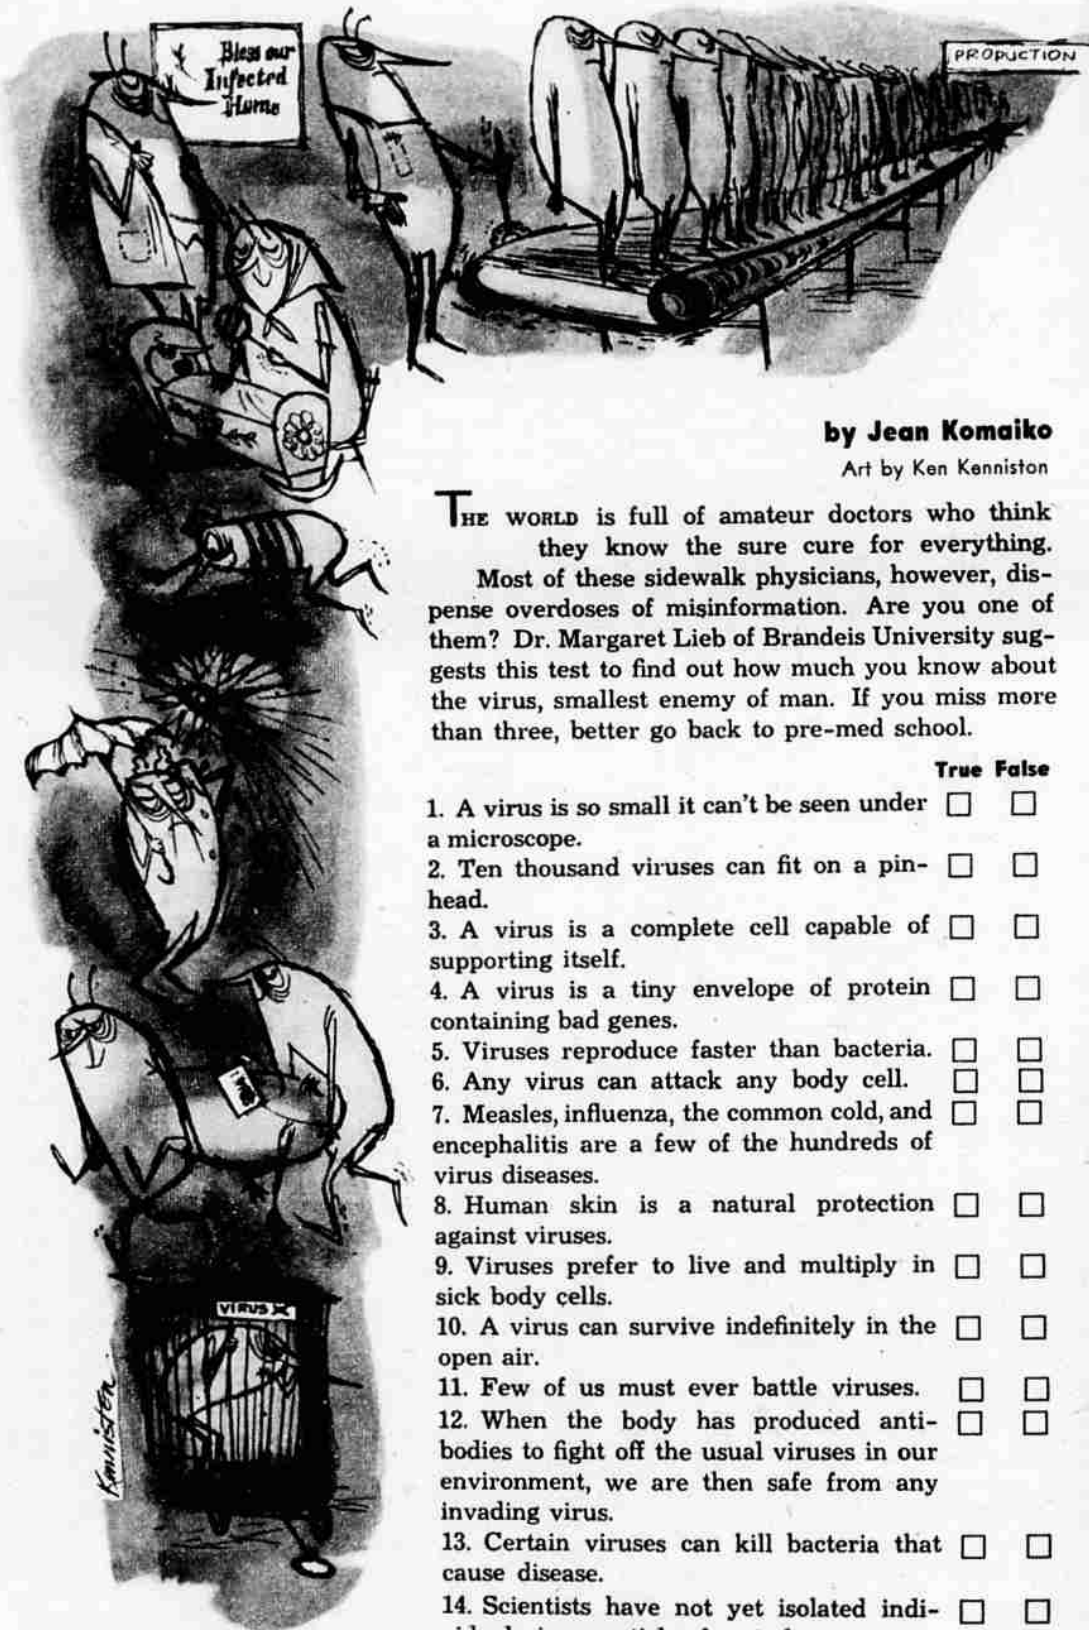 Bless our
Infected
Home
PRODUCTION
by Jean Komaiko
Art by Ken Kenniston
THE WORLD is full of amateur doctors who think
they know the sure cure for everything.
Most of these sidewalk physicians, however, dis-
pense overdoses of misinformation. Are you one of
them? Dr. Margaret Lieb of Brandeis University sug-
gests this test to find out how much you know about
the virus, smallest enemy of man. If you miss more
than three, better go back to pre-med school.
True False
1. A virus is so small it can't be seen under
a microscope.
2. Ten thousand viruses can fit on a pin-
head.
3. A virus is a complete cell capable of
supporting itself.
4. A virus is a tiny envelope of protein
containing bad genes.
5. Viruses reproduce faster than bacteria.
6. Any virus can attack any body cell.
7. Measles, influenza, the common cold, and
encephalitis are a few of the hundreds of
virus diseases.
8. Human skin is a natural protection
against viruses.
9. Viruses prefer to live and multiply in
sick body cells.
10. A virus can survive indefinitely in the
open air.
11. Few of us must ever battle viruses.
12. When the body has produced anti-
bodies to fight off the usual viruses in our
environment, we are then safe from any
invading virus.
13. Certain viruses can kill bacteria that
cause disease.
14. Scientists have not yet isolated indi-
VIRUS X